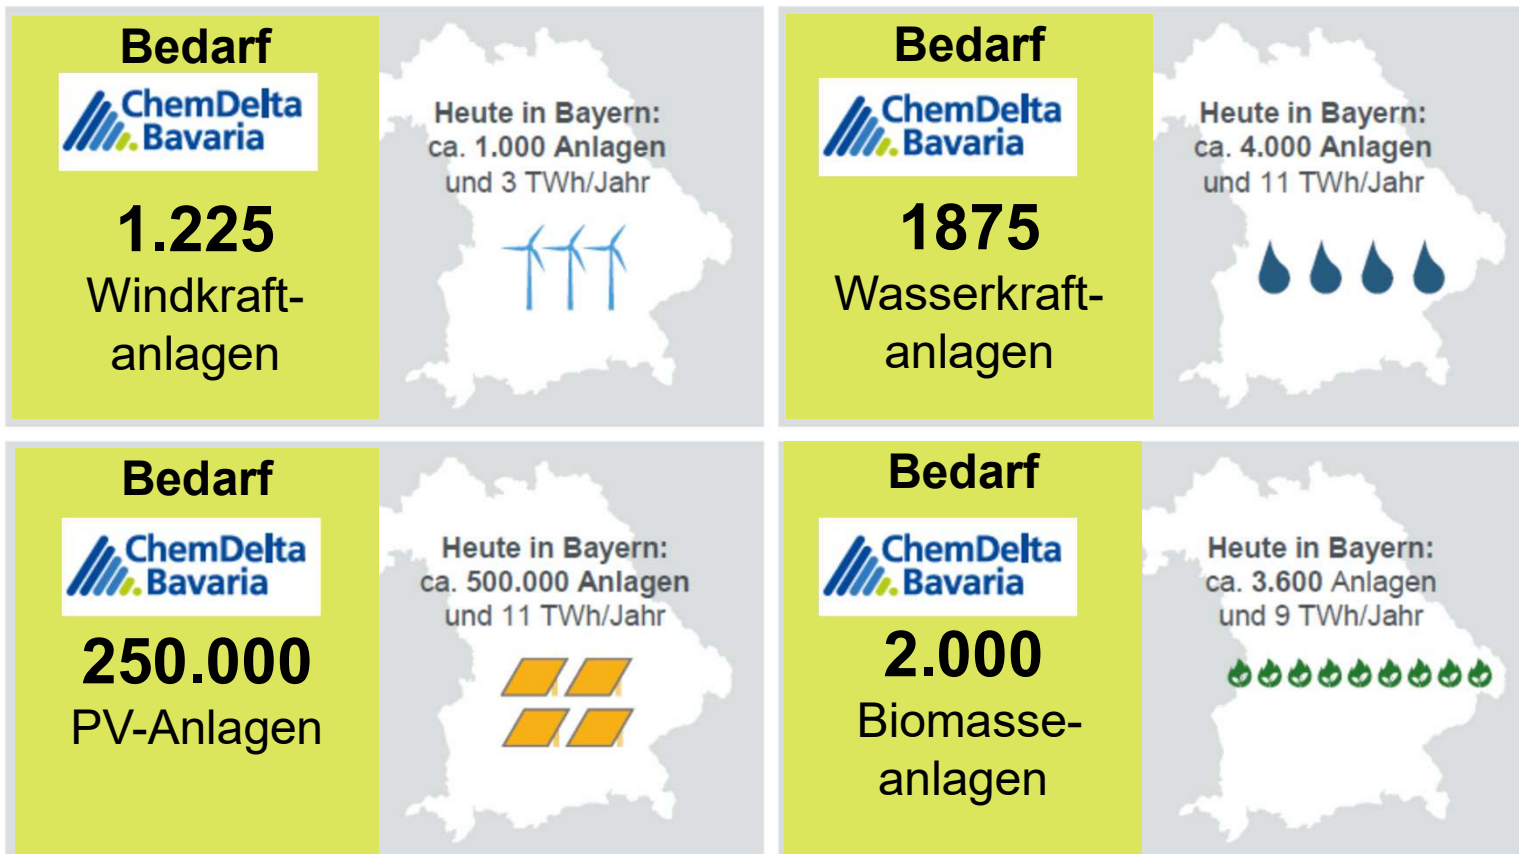 Bedarf
ChemDelta
Bavaria
1.225
Windkraft-
anlagen
Heute in Bayern:
ca. 1.000 Anlagen
und 3 TWh/Jahr
Bedarf
ChemDelta
Bavaria
1875
Wasserkraft-
anlagen
Heute in Bayern:
ca. 4.000 Anlagen
und 11 TWh/Jahr
Bedarf
ChemDelta
Bavaria
250.000
PV-Anlagen
Heute in Bayern:
ca. 500.000 Anlagen
und 11 TWh/Jahr
Bedarf
ChemDelta
Bavaria
2.000
Biomasse-
anlagen
Heute in Bayern:
ca. 3.600 Anlagen
und 9 TWh/Jahr